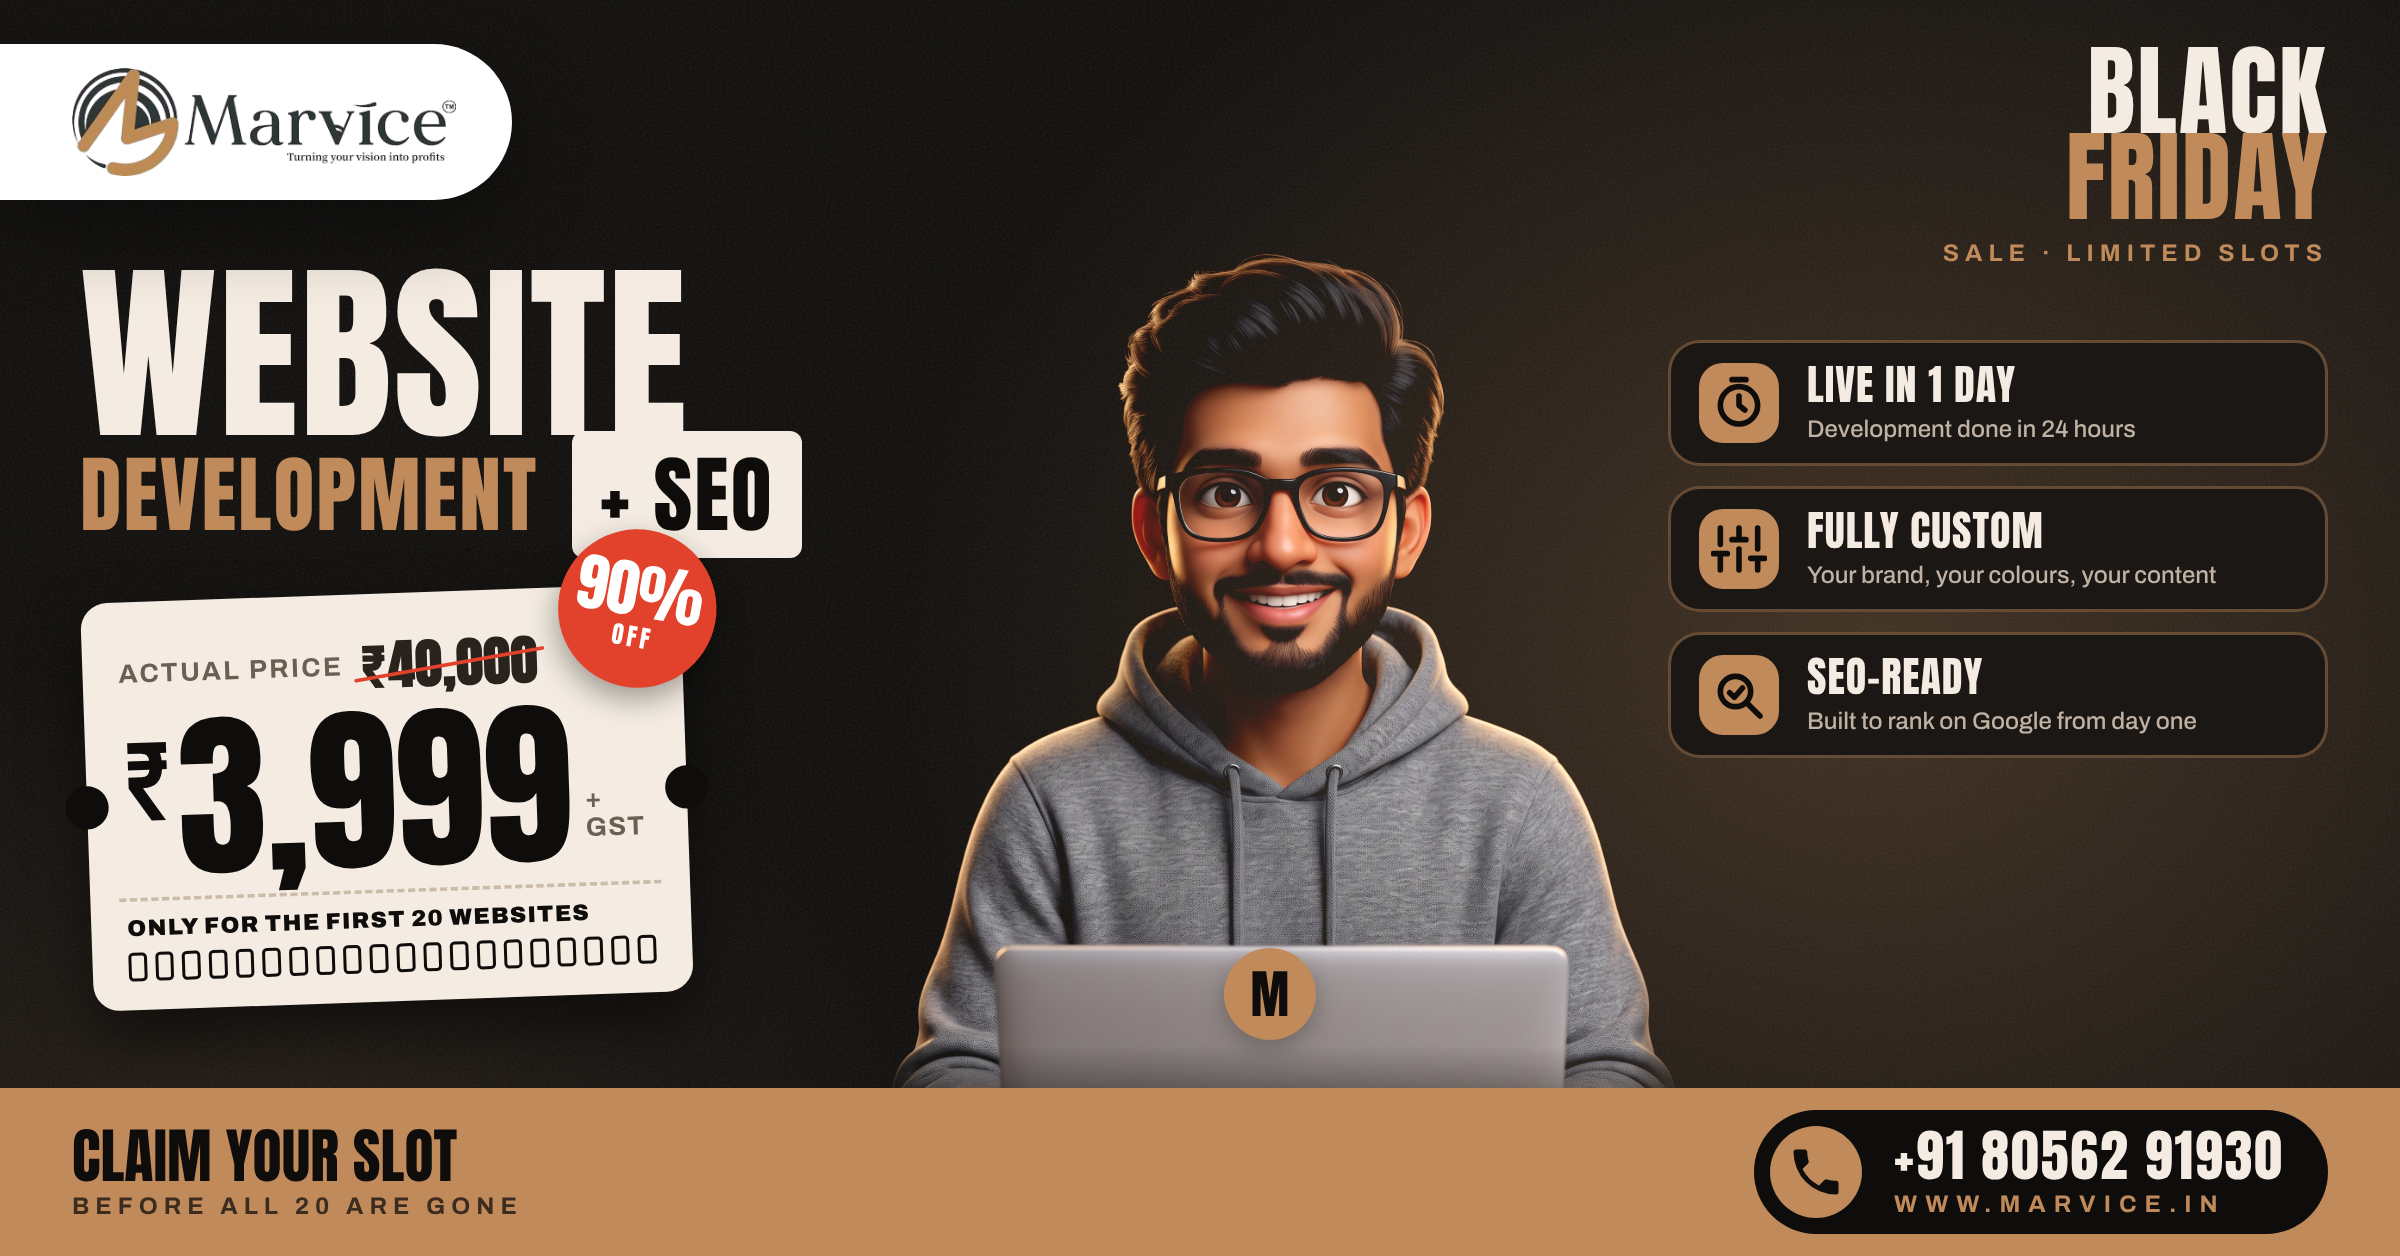 Marvice™
Turning your vision into profits
BLACK
FRIDAY
SALE · LIMITED SLOTS
WEBSITE
DEVELOPMENT
+ SEO
90%
OFF
ACTUAL PRICE ₹40,000
₹3,999
+
GST
ONLY FOR THE FIRST 20 WEBSITES
LIVE IN 1 DAY
Development done in 24 hours
FULLY CUSTOM
Your brand, your colours, your content
SEO-READY
Built to rank on Google from day one
M
CLAIM YOUR SLOT
BEFORE ALL 20 ARE GONE
+91 80562 91930
WWW.MARVICE.IN